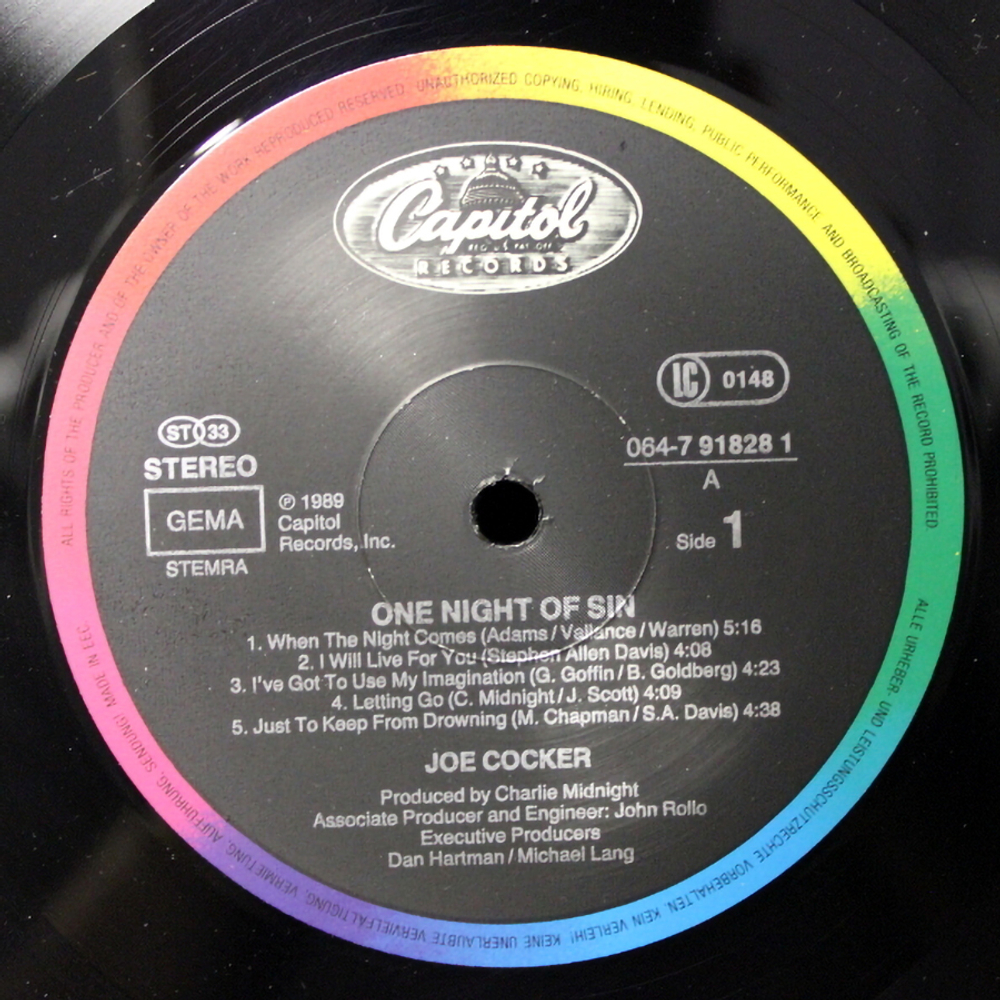 ALL RIGHTS OF THE PRODUCER AND OF THE OWNER OF THE WORK REPRODUCED RESERVED. UNAUTHORIZED COPYING, HIRING, LENDING, PUBLIC PERFORMANCE AND BROADCASTING OF THE RECORD PROHIBITED.
Capitol
REG. U.S. PAT. OFF.
RECORDS
LC 0148
ST 33
STEREO
GEMA
STEMRA
℗ 1989
Capitol
Records, Inc.
064-7 91828 1
A
Side 1
ONE NIGHT OF SIN
1. When The Night Comes (Adams/Vallance/Warren) 5:16
2. I Will Live For You (Stephen Allen Davis) 4:08
3. I've Got To Use My Imagination (G. Goffin/B. Goldberg) 4:23
4. Letting Go (C. Midnight/J. Scott) 4:09
5. Just To Keep From Drowning (M. Chapman/S.A. Davis) 4:38
JOE COCKER
Produced by Charlie Midnight
Associate Producer and Engineer: John Rollo
Executive Producers
Dan Hartman/Michael Lang
ALLE URHEBER- UND LEISTUNGSSCHUTZRECHTE VORBEHALTEN. KEIN VERLEIH! KEINE UNERLAUBTE VERVIELFÄLTIGUNG, VERMIETUNG, AUFFÜHRUNG, SENDUNG! MADE IN EEC.